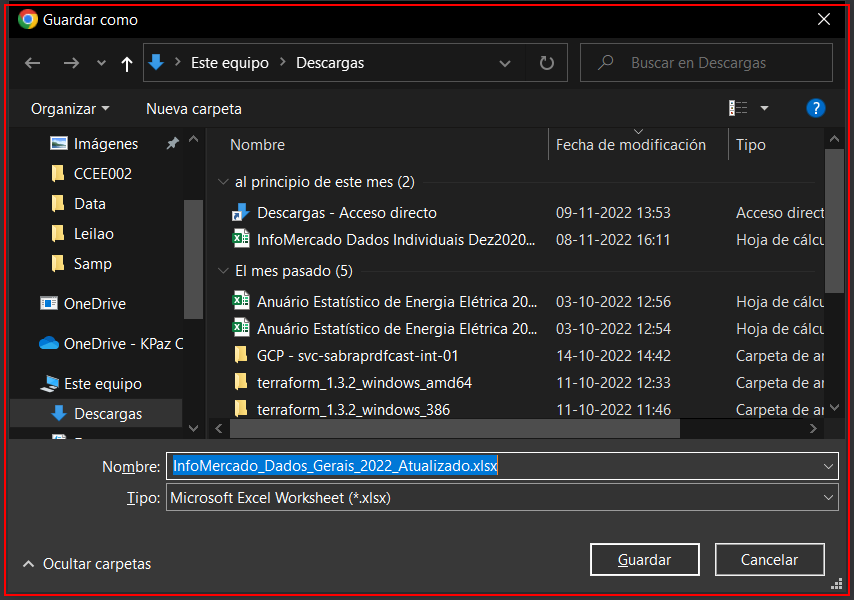 Guardar como
Este equipo > Descargas
Buscar en Descargas
Organizar
Nueva carpeta
?
Imágenes
CCEE002
Data
Leilao
Samp
OneDrive
OneDrive - KPaz C
Este equipo
Descargas
Nombre Fecha de modificación Tipo
al principio de este mes (2)
Descargas - Acceso directo 09-11-2022 13:53 Acceso direct
InfoMercado Dados Individuais Dez2020... 08-11-2022 16:11 Hoja de cálcu
El mes pasado (5)
Anuário Estatístico de Energia Elétrica 20... 03-10-2022 12:56 Hoja de cálcu
Anuário Estatístico de Energia Elétrica 20... 03-10-2022 12:54 Hoja de cálcu
GCP - svc-sabraprdfcast-int-01 14-10-2022 14:42 Carpeta de ar
terraform_1.3.2_windows_amd64 11-10-2022 12:33 Carpeta de ar
terraform_1.3.2_windows_386 11-10-2022 11:46 Carpeta de ar
Nombre: InfoMercado_Dados_Gerais_2022_Atualizado.xlsx
Tipo: Microsoft Excel Worksheet (*.xlsx)
Ocultar carpetas
Guardar
Cancelar